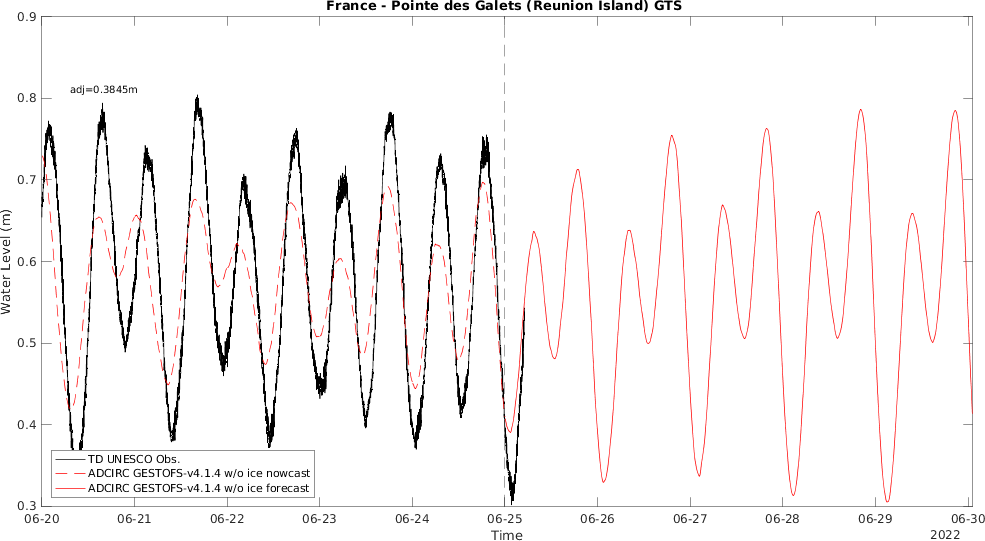 France - Pointe des Galets (Reunion Island) GTS
0.9
adj=0.3845m
0.8
0.7
0.6
0.5
0.4
0.3
Water Level (m)
TD UNESCO Obs.
ADCIRC GESTOFS-v4.1.4 w/o ice nowcast
ADCIRC GESTOFS-v4.1.4 w/o ice forecast
06-20 06-21 06-22 06-23 06-24 06-25 06-26 06-27 06-28 06-29 06-30
Time
2022